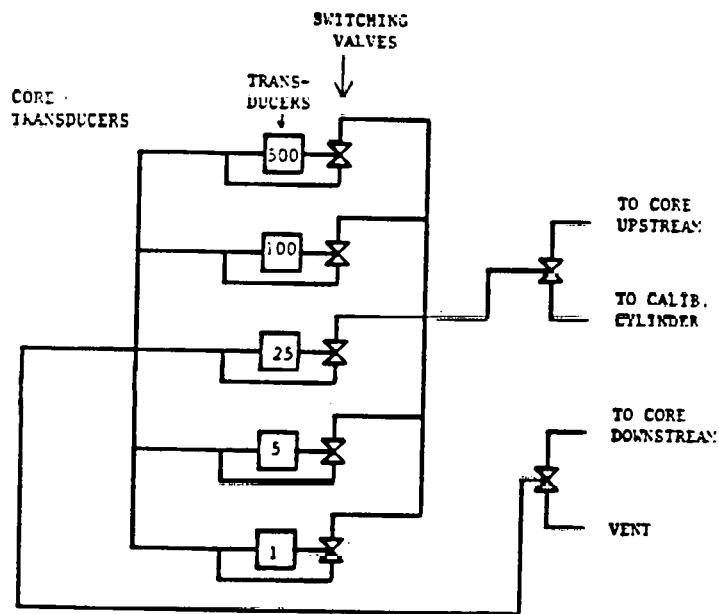 SWITCHING
VALVES
TRANS-
DUCERS
CORE
TRANSDUCERS
500
100
25
5
1
TO CORE
UPSTREAM
TO CALIB.
CYLINDER
TO CORE
DOWNSTREAM
VENT